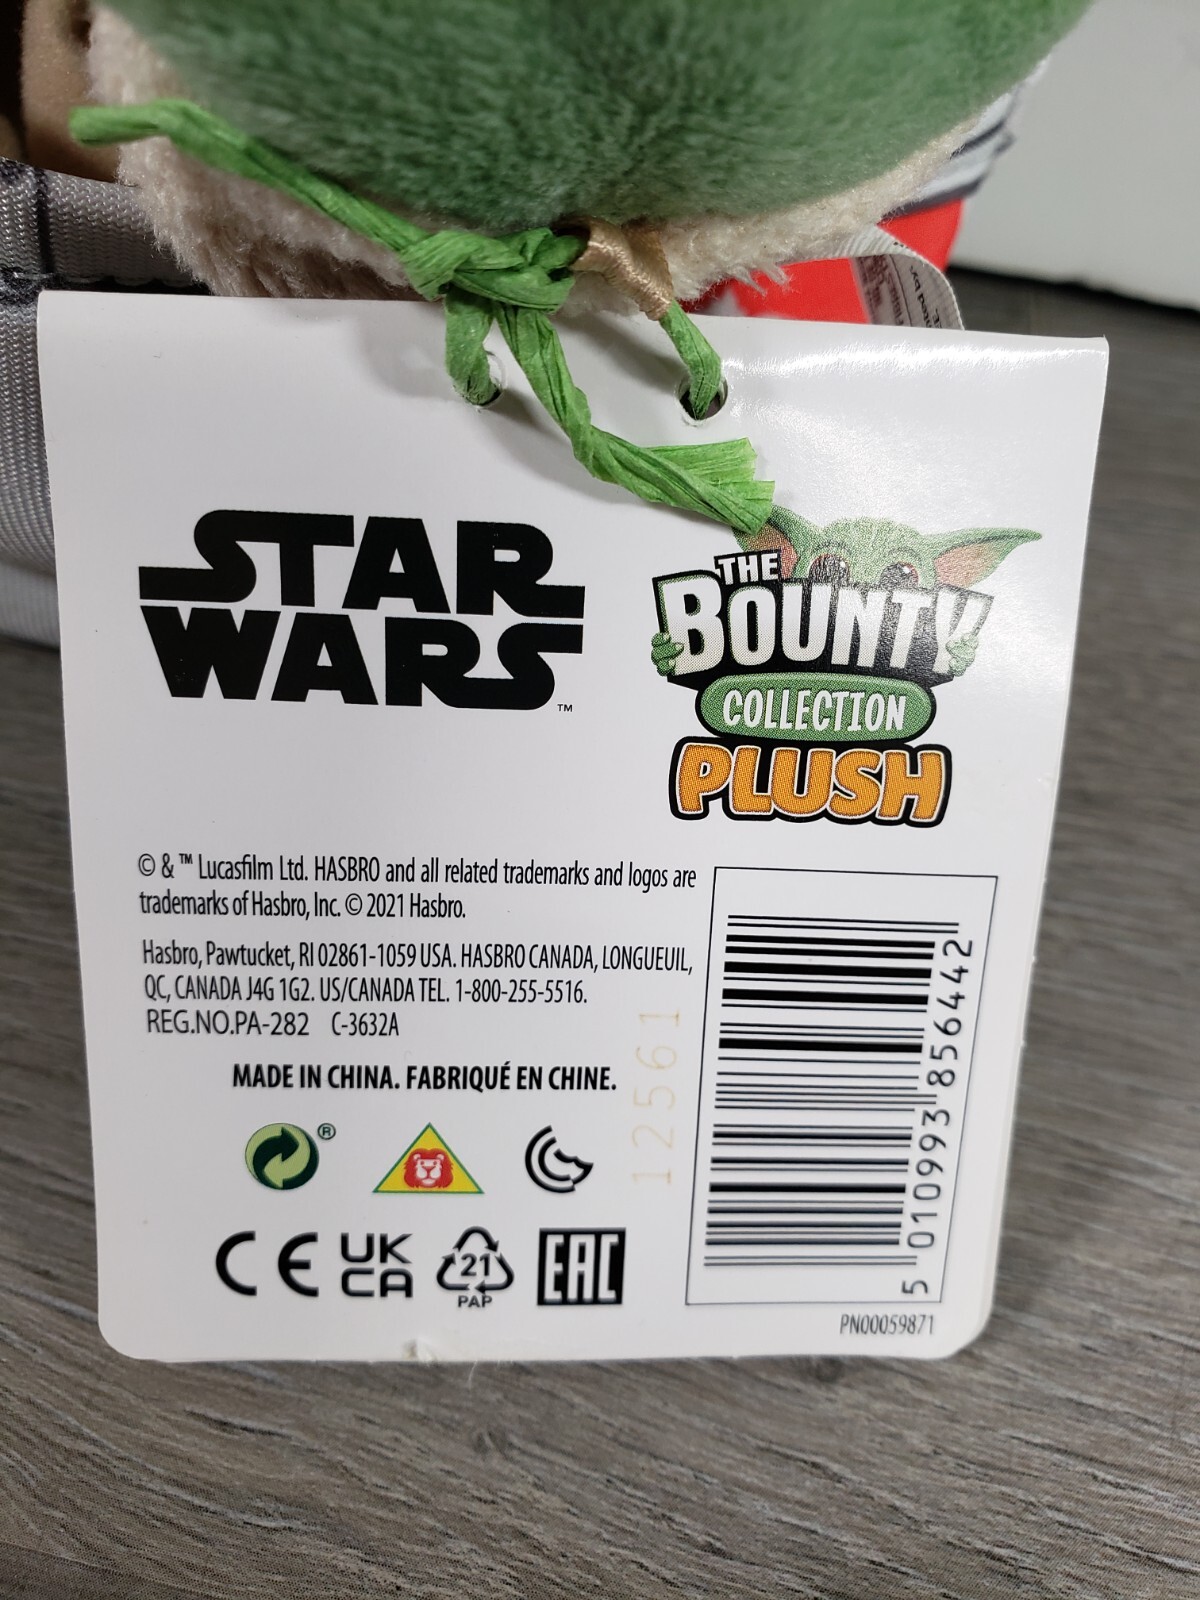 STAR
WARS
™
THE
BOUNTY
COLLECTION
PLUSH
© & ™ Lucasfilm Ltd. HASBRO and all related trademarks and logos are
trademarks of Hasbro, Inc. © 2021 Hasbro.
Hasbro, Pawtucket, RI 02861-1059 USA. HASBRO CANADA, LONGUEUIL,
QC, CANADA J4G 1G2. US/CANADA TEL. 1-800-255-5516.
REG.NO.PA-282 C-3632A
MADE IN CHINA. FABRIQUÉ EN CHINE.
12561
®
CE
UK
CA
21
PAP
EAC
5 010993 856442
PN00059871